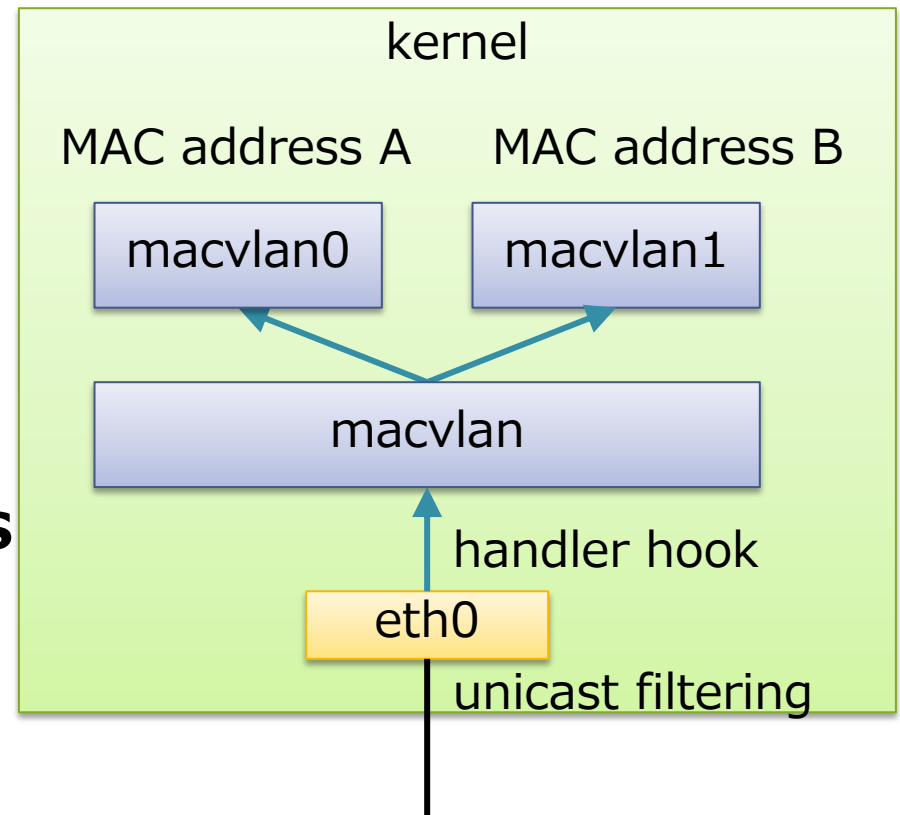 kernel
MAC address A MAC address B
macvlan0 macvlan1
macvlan
s
handler hook
eth0
unicast filtering